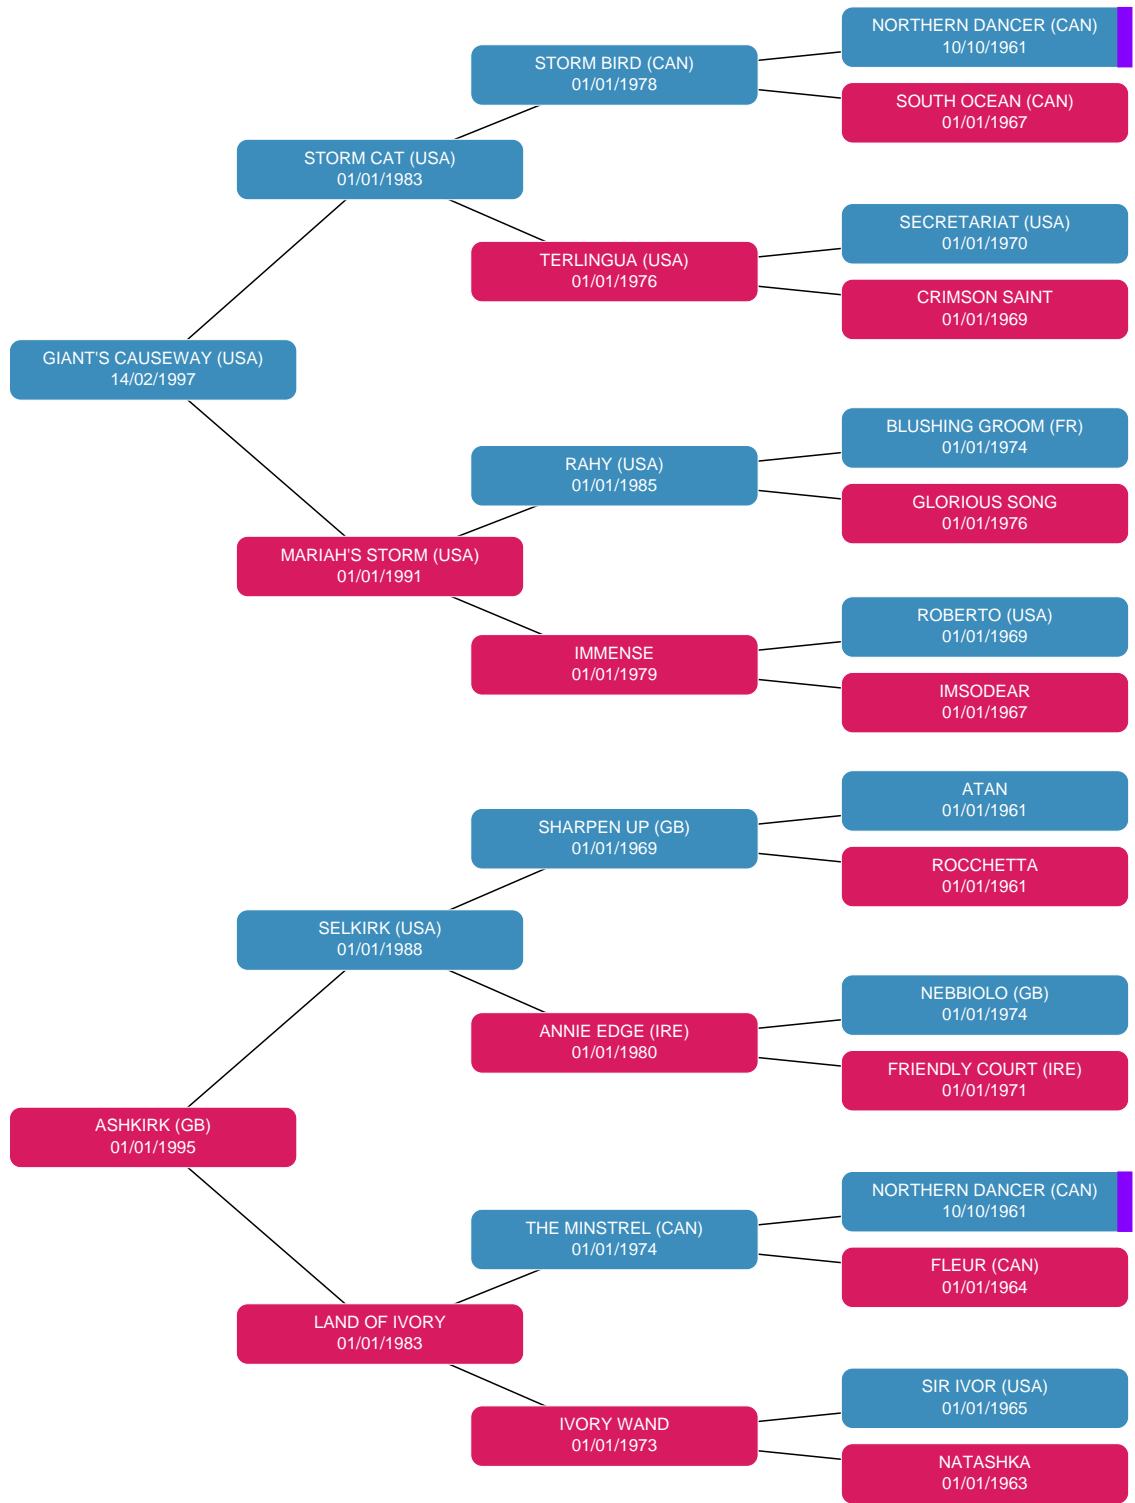 NORTHERN DANCER (CAN)
10/10/1961
STORM BIRD (CAN)
01/01/1978
SOUTH OCEAN (CAN)
01/01/1967
STORM CAT (USA)
01/01/1983
SECRETARIAT (USA)
01/01/1970
TERLINGUA (USA)
01/01/1976
CRIMSON SAINT
01/01/1969
GIANT'S CAUSEWAY (USA)
14/02/1997
BLUSHING GROOM (FR)
01/01/1974
RAHY (USA)
01/01/1985
GLORIOUS SONG
01/01/1976
MARIAH'S STORM (USA)
01/01/1991
ROBERTO (USA)
01/01/1969
IMMENSE
01/01/1979
IMSODEAR
01/01/1967
ATAN
01/01/1961
SHARPEN UP (GB)
01/01/1969
ROCCHETTA
01/01/1961
SELKIRK (USA)
01/01/1988
NEBBIOLO (GB)
01/01/1974
ANNIE EDGE (IRE)
01/01/1980
FRIENDLY COURT (IRE)
01/01/1971
ASHKIRK (GB)
01/01/1995
NORTHERN DANCER (CAN)
10/10/1961
THE MINSTREL (CAN)
01/01/1974
FLEUR (CAN)
01/01/1964
LAND OF IVORY
01/01/1983
SIR IVOR (USA)
01/01/1965
IVORY WAND
01/01/1973
NATASHKA
01/01/1963